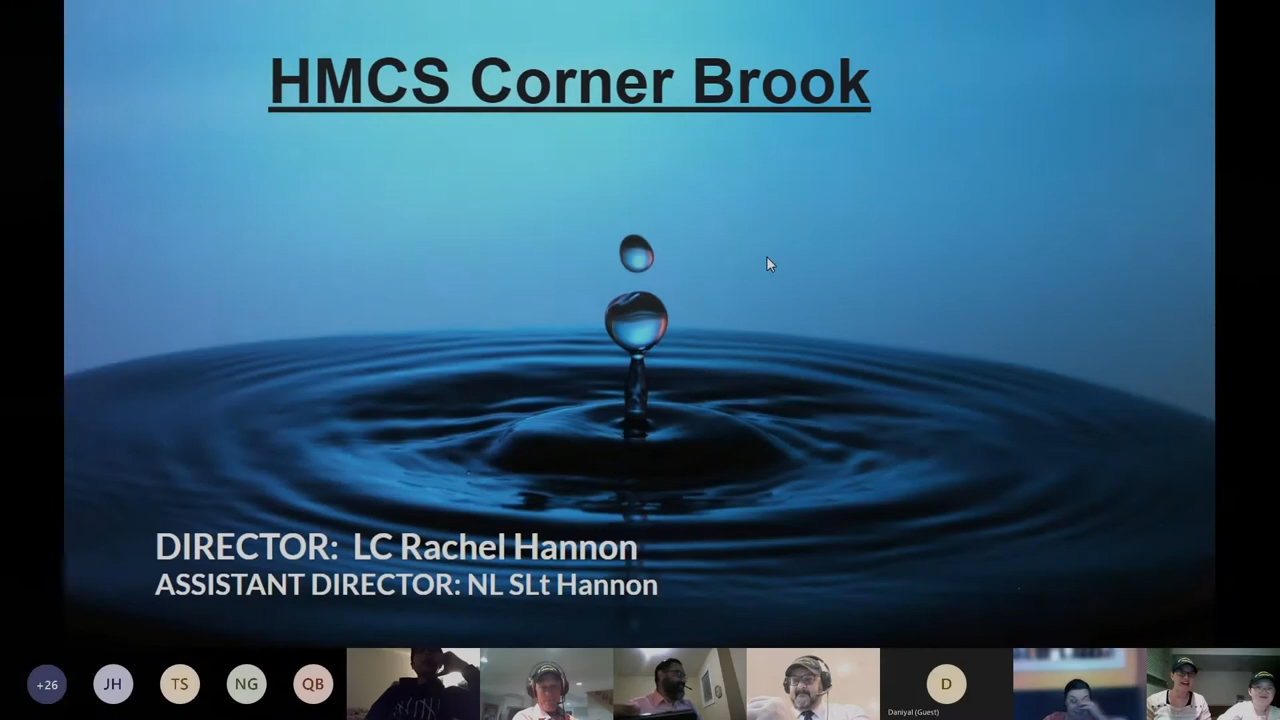 HMCS Corner Brook
DIRECTOR: LC Rachel Hannon
ASSISTANT DIRECTOR: NL SLt Hannon
+26
JH
TS
NG
QB
D
Daniyal (Guest)